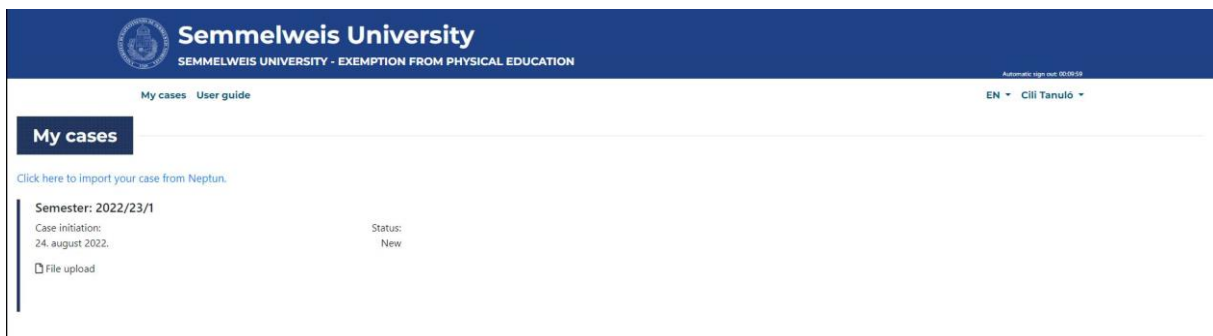 Semmelweis University
SEMMELWEIS UNIVERSITY - EXEMPTION FROM PHYSICAL EDUCATION
Automatic sign out: 00:09:59
My cases User guide
EN Cili Tanuló
My cases
Click here to import your case from Neptun.
Semester: 2022/23/1
Case initiation:
Status:
24. august 2022.
New
File upload